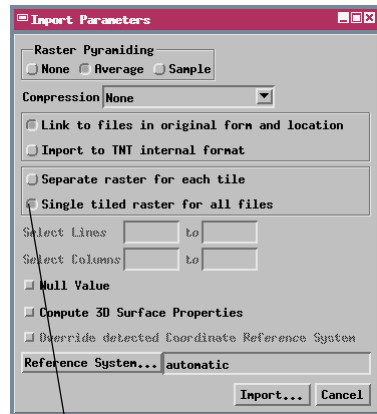 Import Parameters
Raster Pyramiding
None Average Sample
Compression None
Link to files in original form and location
Import to TNT internal format
Separate raster for each tile
Single tiled raster for all files
Select Lines to
Select Columns to
Null Value
Compute 3D Surface Properties
Override detected Coordinate Reference System
Reference System... automatic
Import... Cancel